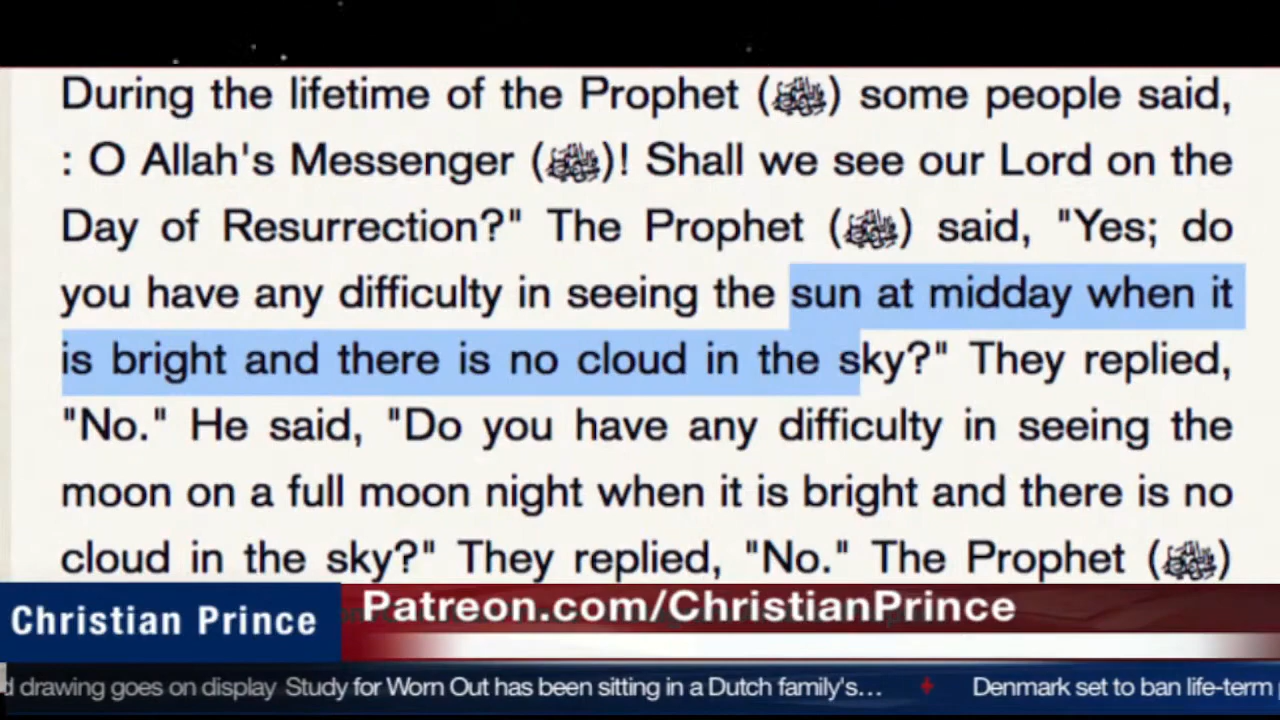 During the lifetime of the Prophet (ﷺ) some people said,
: O Allah's Messenger (ﷺ)! Shall we see our Lord on the
Day of Resurrection?" The Prophet (ﷺ) said, "Yes; do
you have any difficulty in seeing the sun at midday when it
is bright and there is no cloud in the sky?" They replied,
"No." He said, "Do you have any difficulty in seeing the
moon on a full moon night when it is bright and there is no
cloud in the sky?" They replied, "No." The Prophet (ﷺ)
Christian Prince
Patreon.com/ChristianPrince
d drawing goes on display Study for Worn Out has been sitting in a Dutch family's... Denmark set to ban life-term